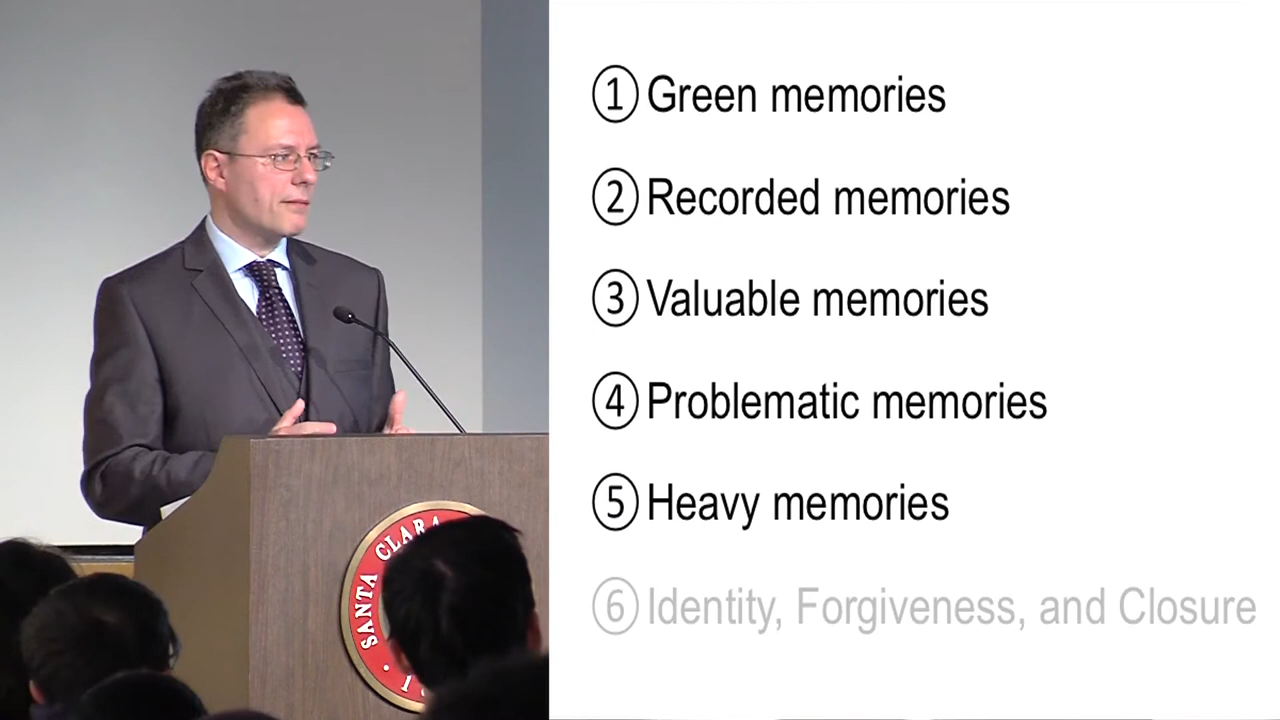 ① Green memories
② Recorded memories
③ Valuable memories
④ Problematic memories
⑤ Heavy memories
⑥ Identity, Forgiveness, and Closure
SANTA CLARA